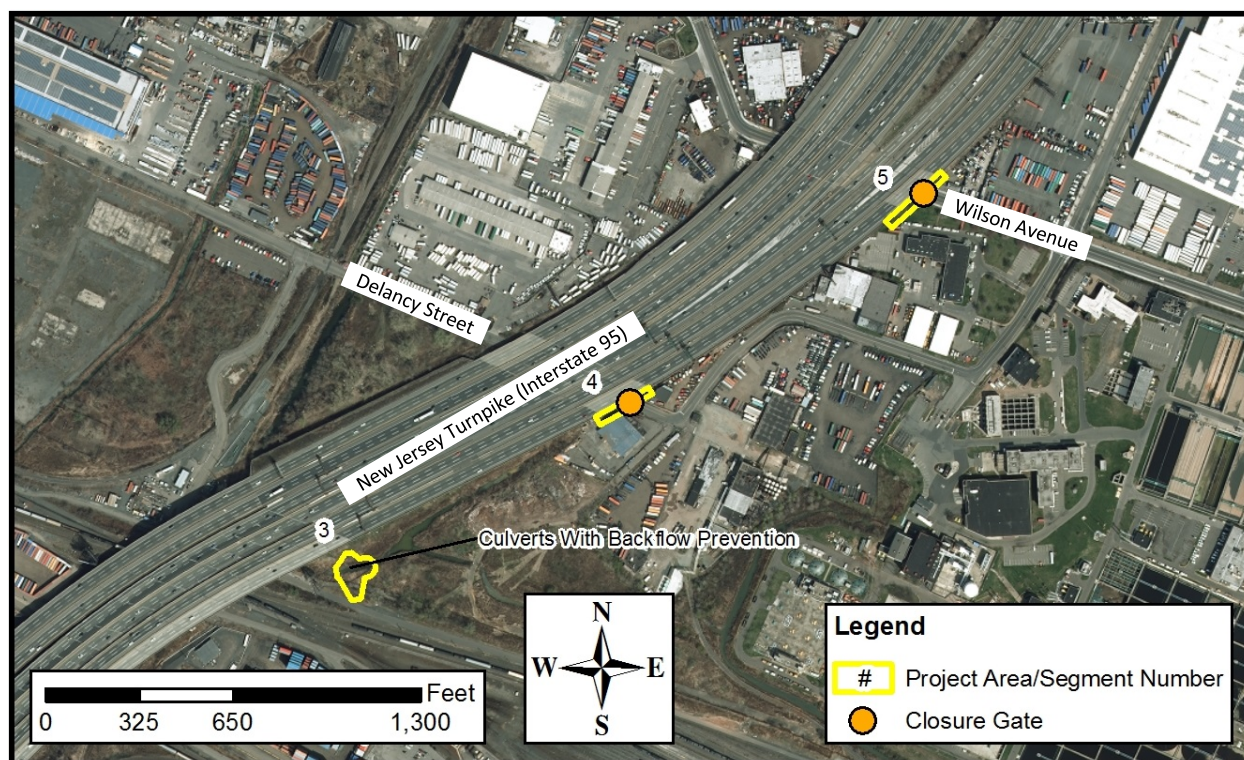 5
Wilson Avenue
Delancy Street
New Jersey Turnpike (Interstate 95)
4
3
Culverts With Backflow Prevention
N
W E
S
Feet
0 325 650 1,300
Legend
# Project Area/Segment Number
Closure Gate